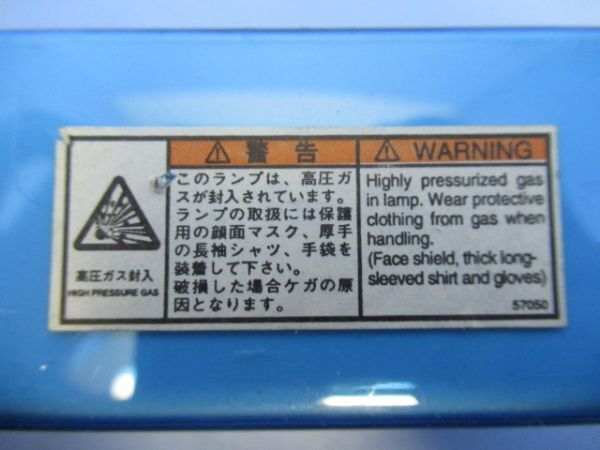 高圧ガス封入
HIGH PRESSURE GAS
警告
このランプは、高圧ガ
スが封入されています。
ランプの取扱には保護
用の顔面マスク、厚手
の長袖シャツ、手袋を
装着して下さい。
破損した場合ケガの原
因となります。
WARNING
Highly pressurized gas
in lamp. Wear protective
clothing from gas when
handling.
(Face shield, thick long-
sleeved shirt and gloves)
57050